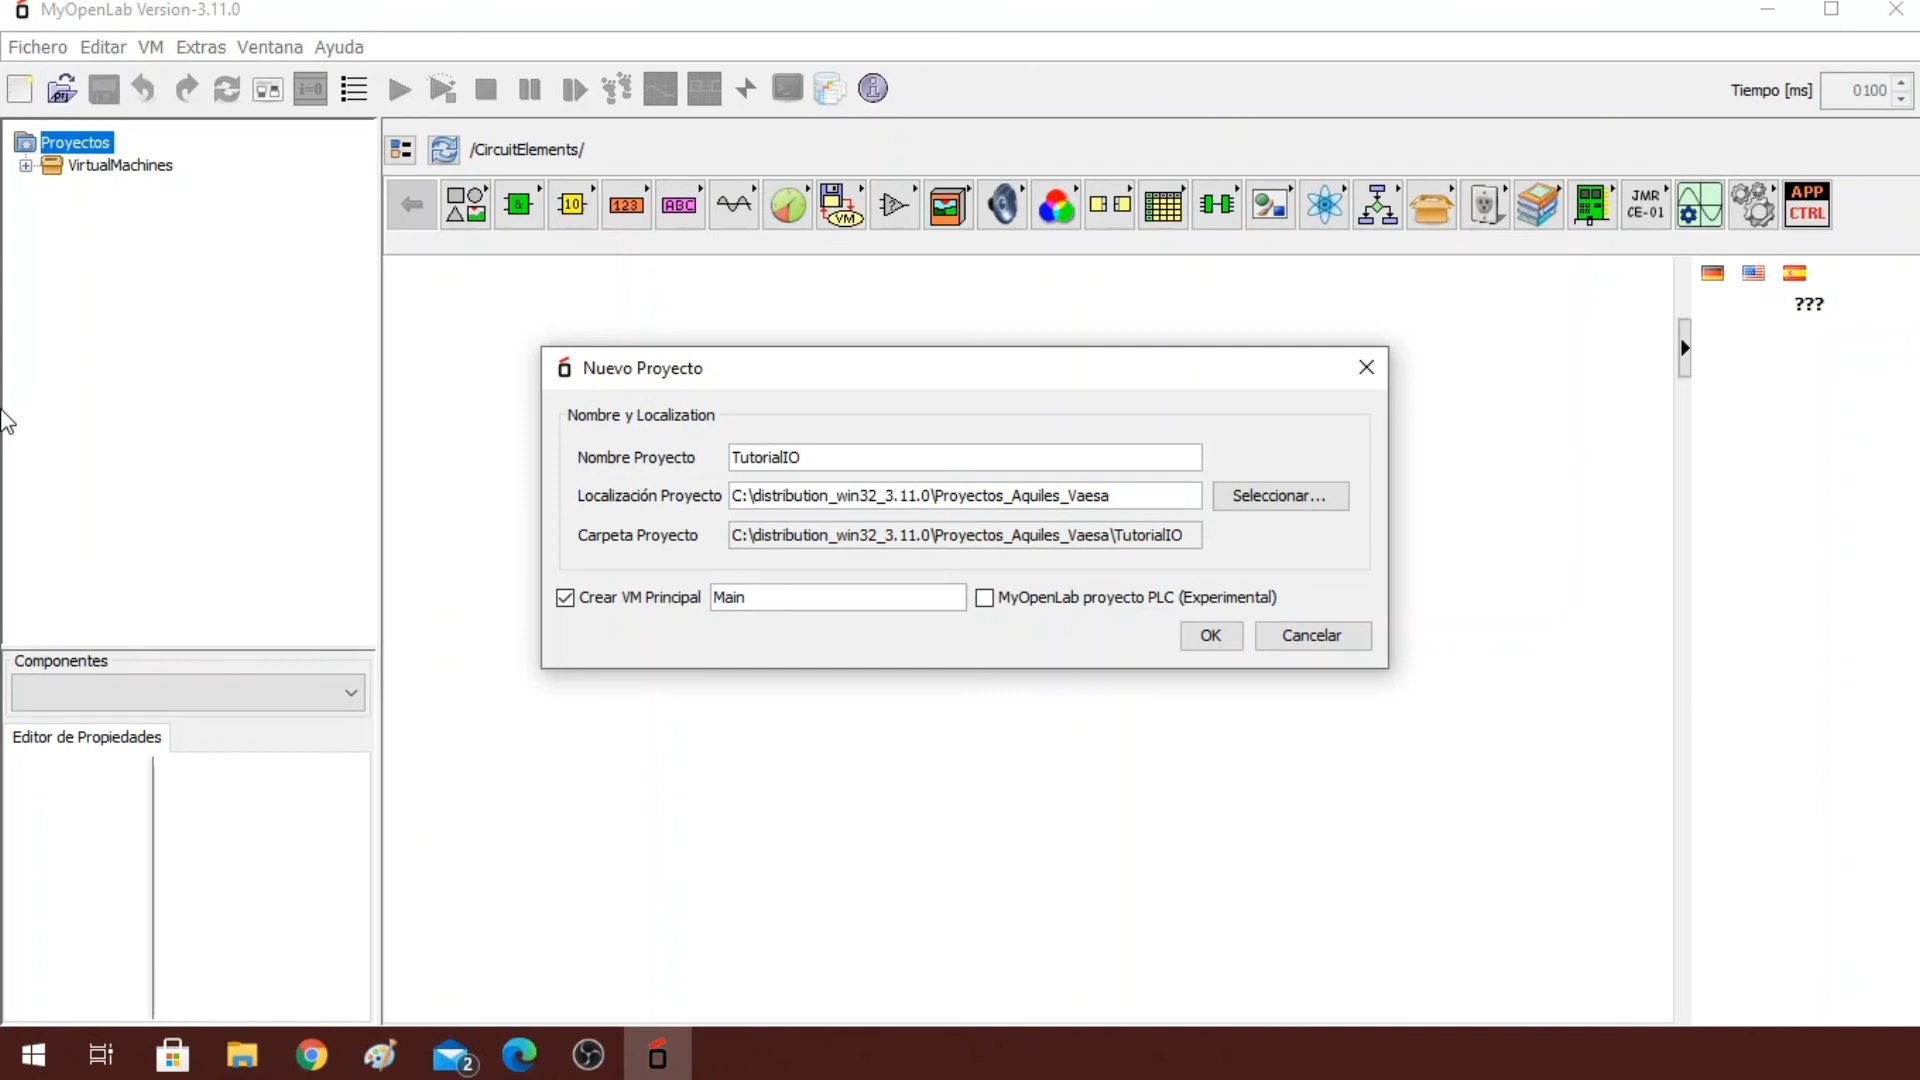 MyOpenLab Version-3.11.0
Fichero Editar VM Extras Ventana Ayuda
prj
i=0
Tiempo [ms] 0100
Proyectos
VirtualMachines
/CircuitElements/
& 10 123 ABC VM JMR CE-01 APP CTRL
???
Nuevo Proyecto
Nombre y Localization
Nombre Proyecto TutorialIO
Localización Proyecto C:\distribution_win32_3.11.0\Proyectos_Aquiles_Vaesa Seleccionar...
Carpeta Proyecto C:\distribution_win32_3.11.0\Proyectos_Aquiles_Vaesa\TutorialIO
Crear VM Principal Main MyOpenLab proyecto PLC (Experimental)
OK Cancelar
Componentes
Editor de Propiedades
2